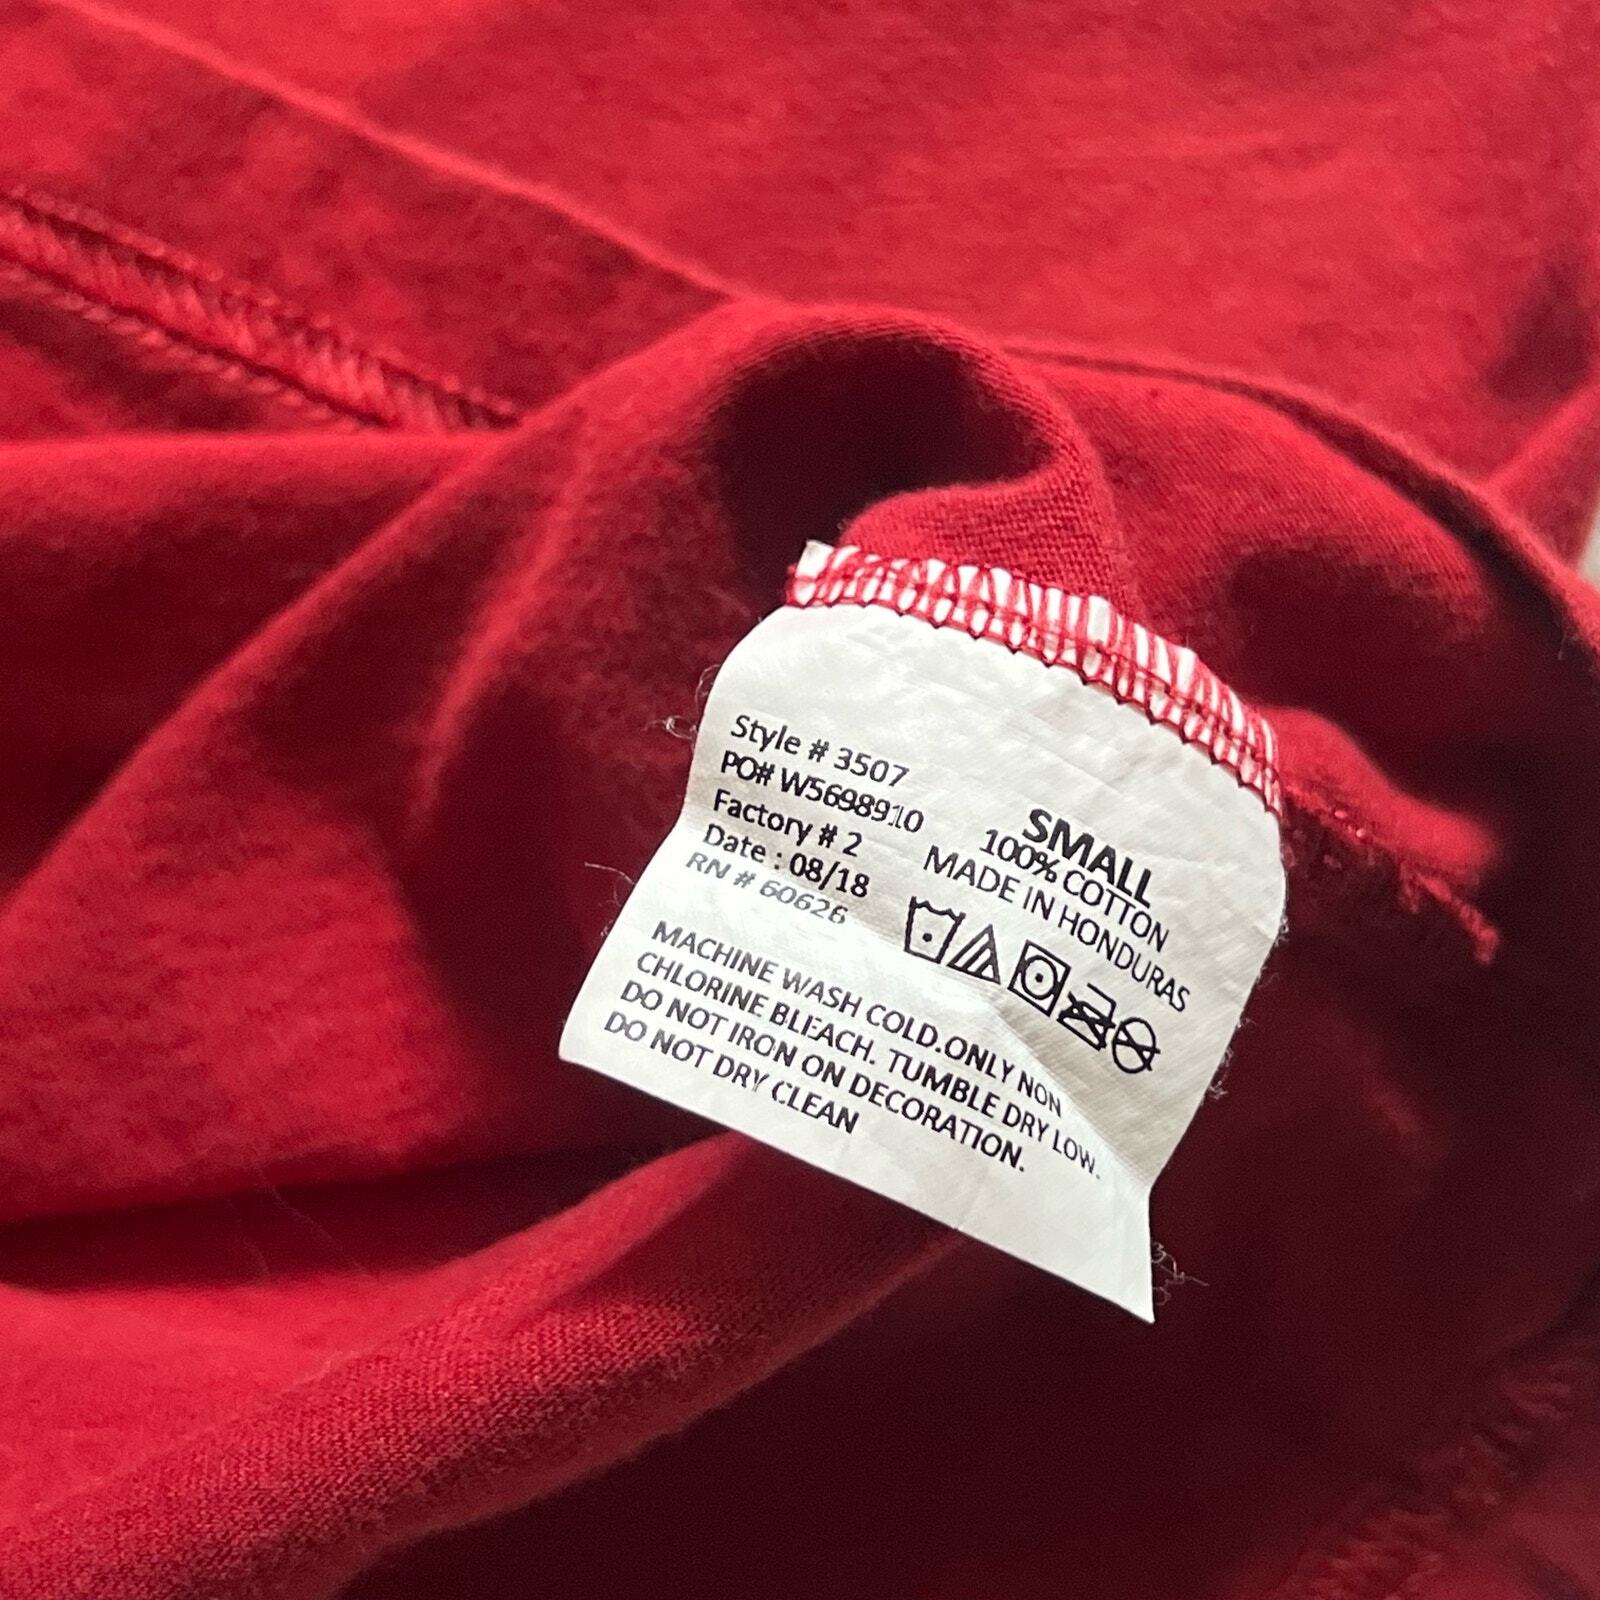 Style # 3507
PO# W5698910
Factory # 2
Date : 08/18
RN # 60626
SMALL
100% COTTON
MADE IN HONDURAS
MACHINE WASH COLD.ONLY NON
CHLORINE BLEACH. TUMBLE DRY LOW.
DO NOT IRON ON DECORATION.
DO NOT DRY CLEAN